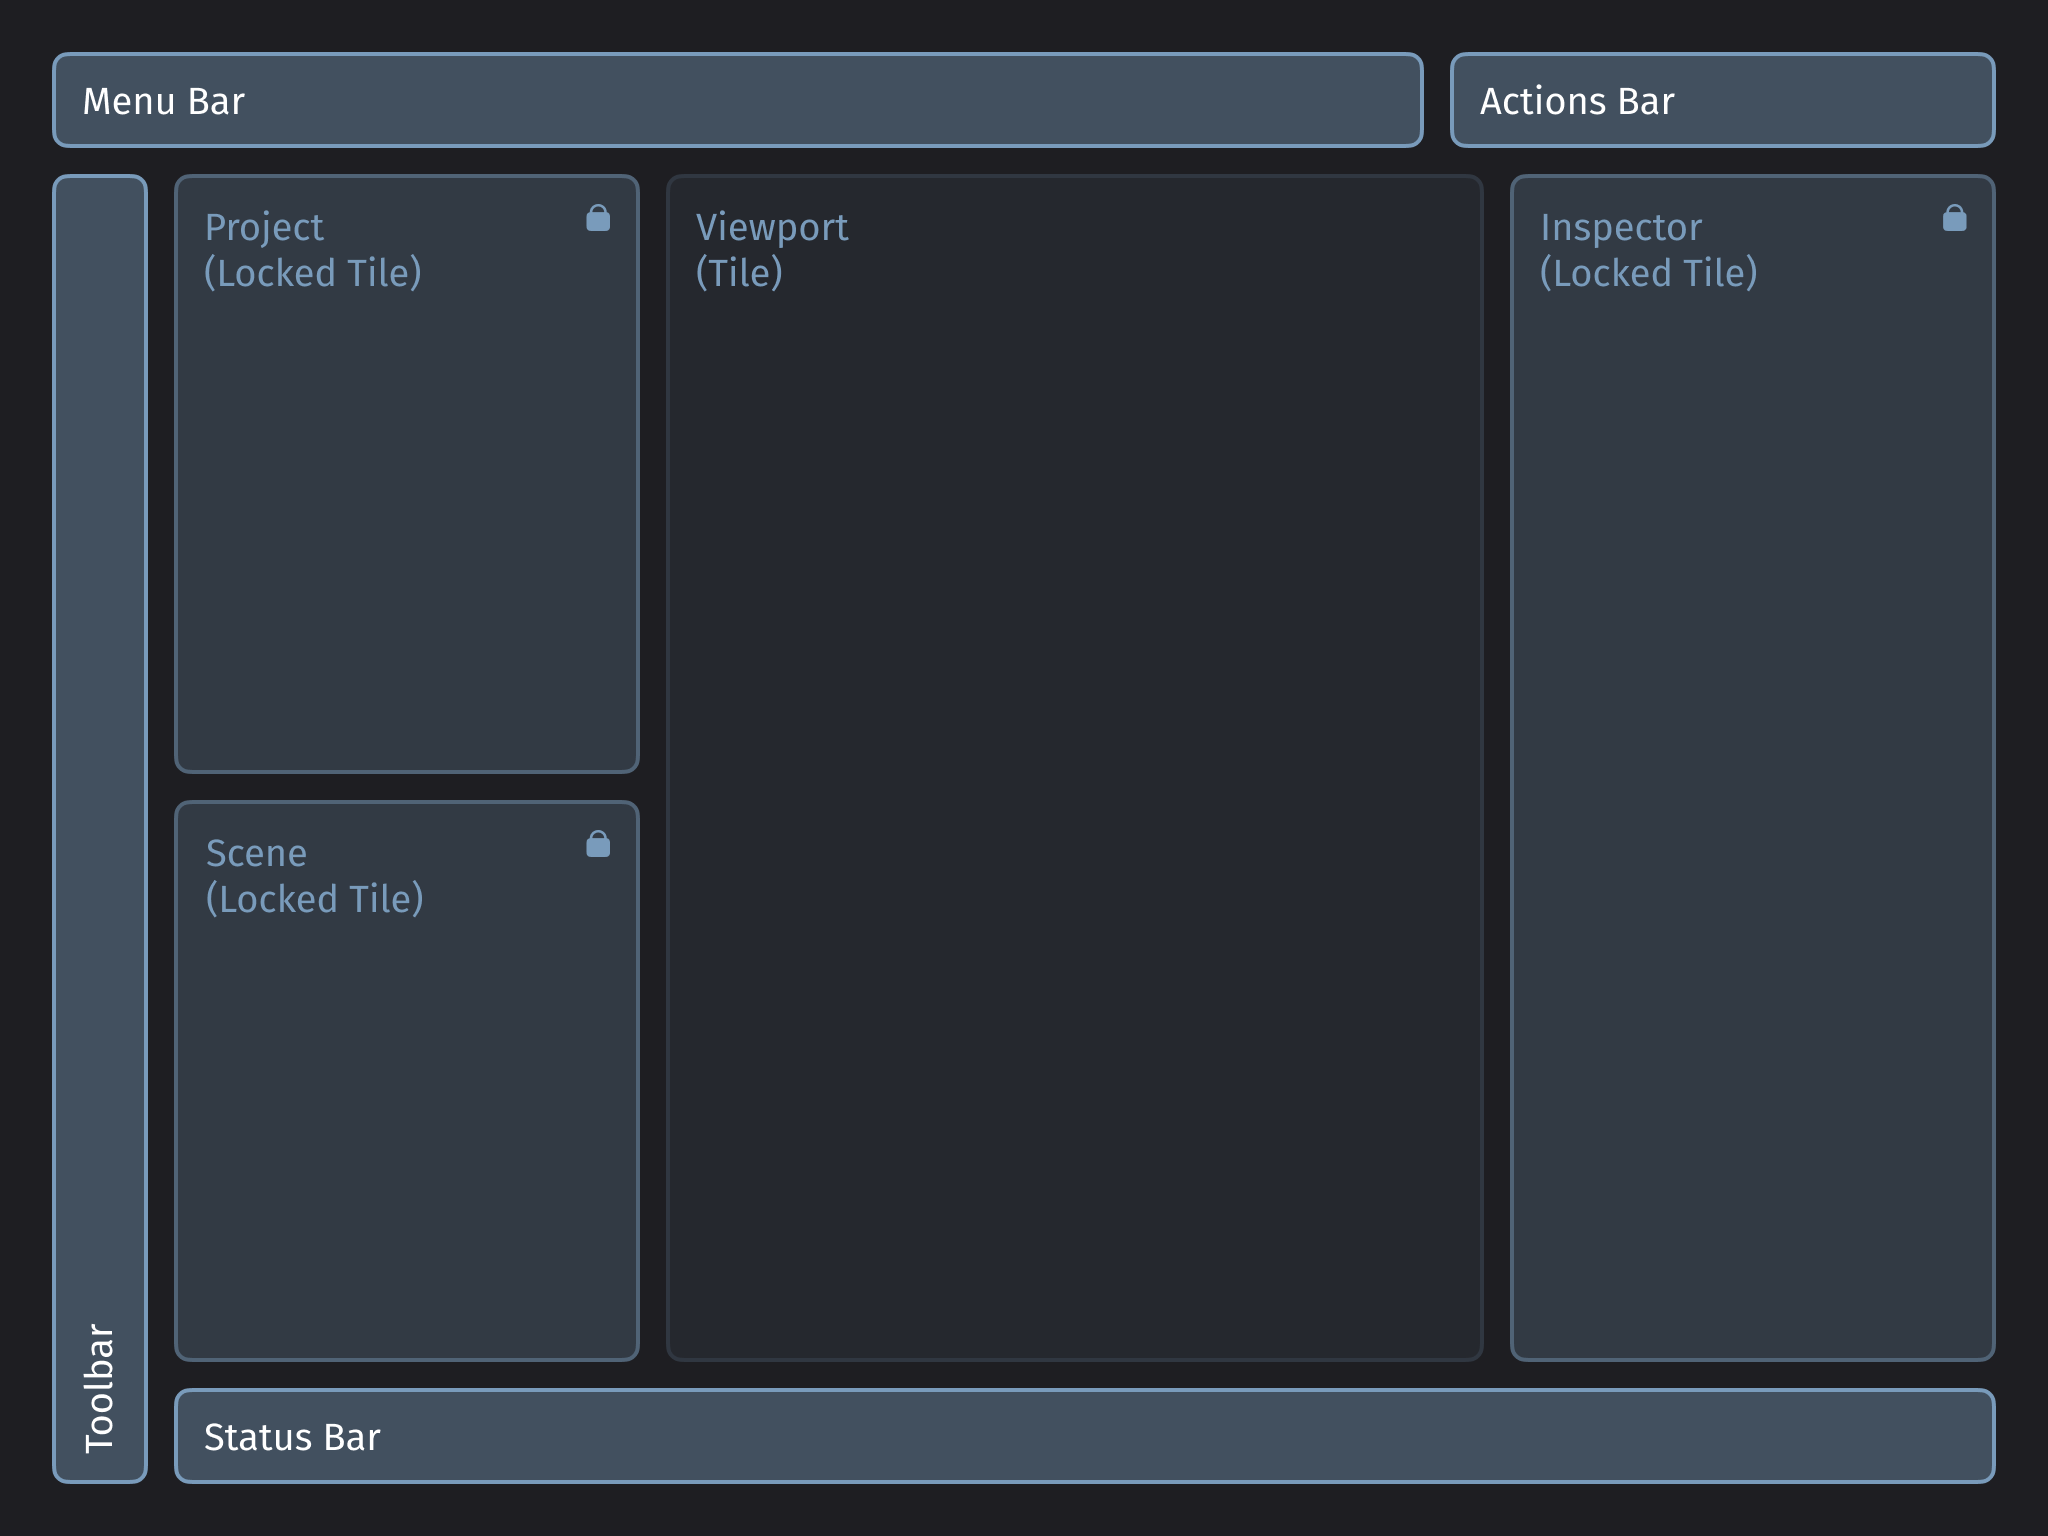 Menu Bar
Actions Bar
Project
(Locked Tile)
Viewport
(Tile)
Inspector
(Locked Tile)
Scene
(Locked Tile)
Toolbar
Status Bar